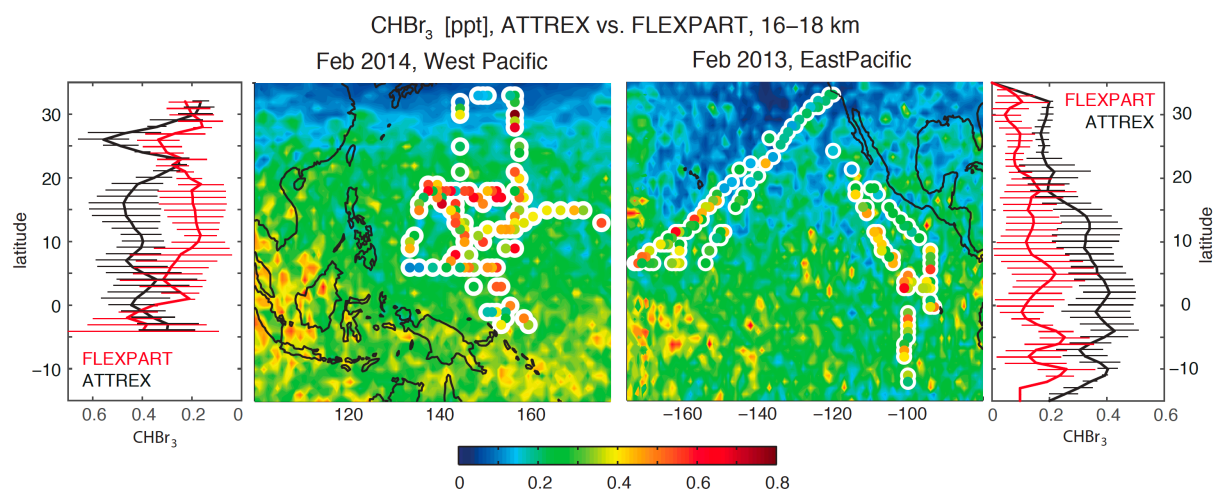 CHBr3 [ppt], ATTREX vs. FLEXPART, 16–18 km
Feb 2014, West Pacific
Feb 2013, EastPacific
latitude
30
20
10
0
−10
FLEXPART
ATTREX
0.6 0.4 0.2 0
CHBr3
120 140 160
−160 −140 −120 −100
FLEXPART
ATTREX
30
20
10
0
−10
latitude
0 0.2 0.4 0.6
CHBr3
0 0.2 0.4 0.6 0.8